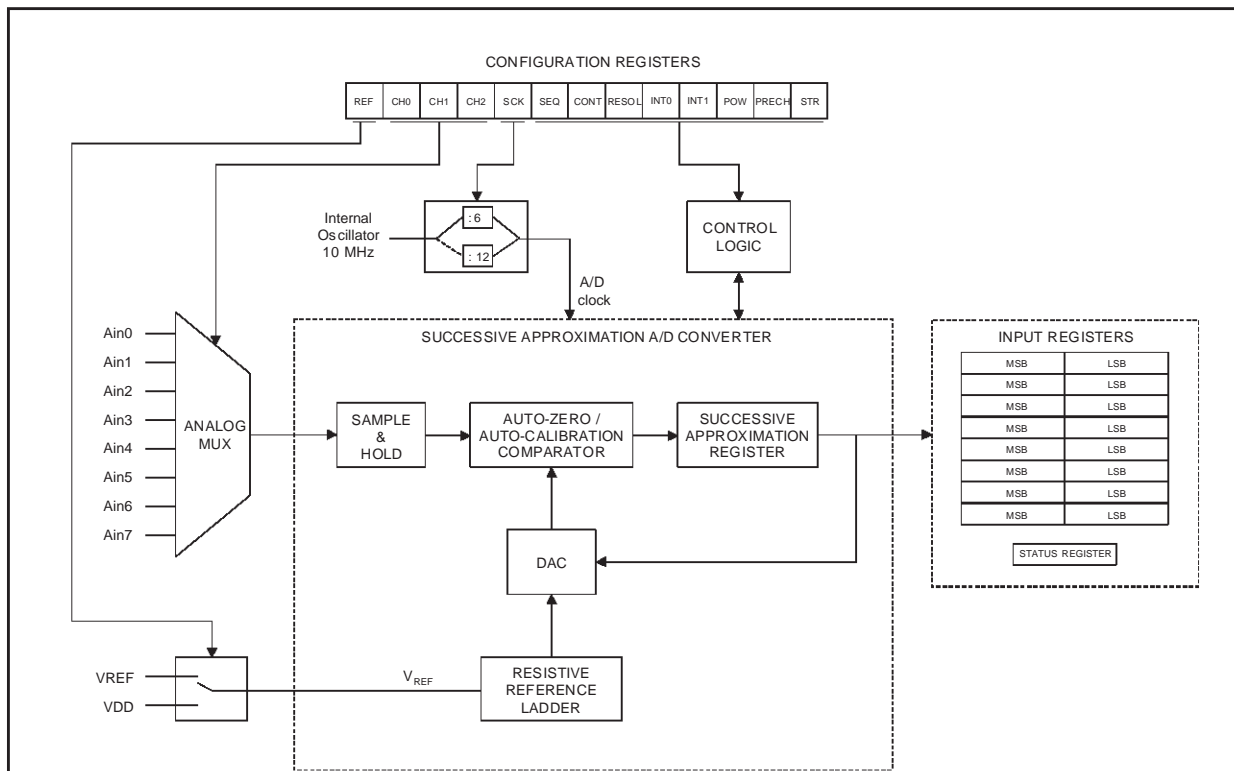 CONFIGURATION REGISTERS
REF CH0 CH1 CH2 SCK SEQ CONT RESOL INT0 INT1 POW PRECH STR
Internal
Oscillator
10 MHz
: 6
: 12
A/D
clock
CONTROL
LOGIC
Ain0
Ain1
Ain2
Ain3
Ain4
Ain5
Ain6
Ain7
ANALOG
MUX
SUCCESSIVE APPROXIMATION A/D CONVERTER
SAMPLE
&
HOLD
AUTO-ZERO /
AUTO-CALIBRATION
COMPARATOR
SUCCESSIVE
APPROXIMATION
REGISTER
DAC
RESISTIVE
REFERENCE
LADDER
VREF
VDD
VREF
INPUT REGISTERS
MSB LSB
MSB LSB
MSB LSB
MSB LSB
MSB LSB
MSB LSB
MSB LSB
MSB LSB
STATUS REGISTER